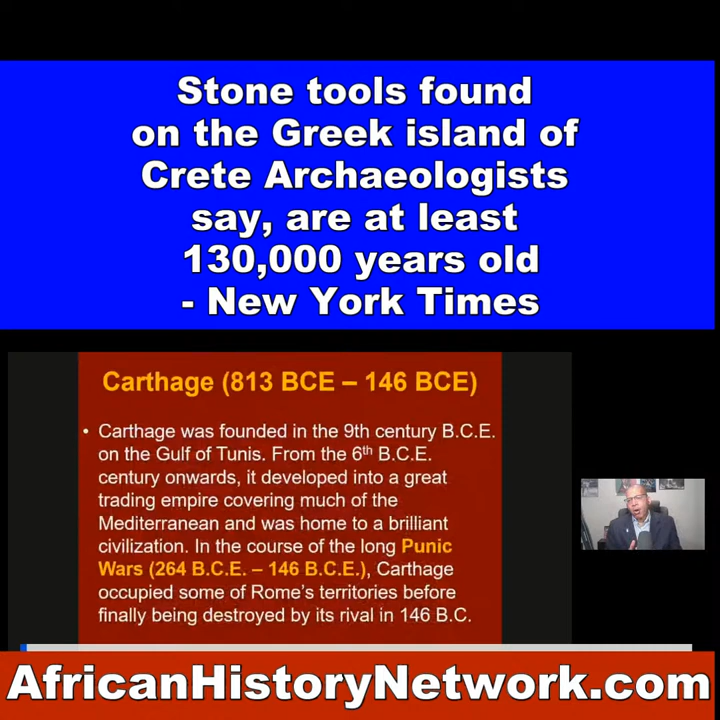 Stone tools found
on the Greek island of
Crete Archaeologists
say, are at least
130,000 years old
- New York Times
Carthage (813 BCE – 146 BCE)
• Carthage was founded in the 9th century B.C.E.
on the Gulf of Tunis. From the 6th B.C.E.
century onwards, it developed into a great
trading empire covering much of the
Mediterranean and was home to a brilliant
civilization. In the course of the long Punic
Wars (264 B.C.E. – 146 B.C.E.), Carthage
occupied some of Rome's territories before
finally being destroyed by its rival in 146 B.C.
AfricanHistoryNetwork.com